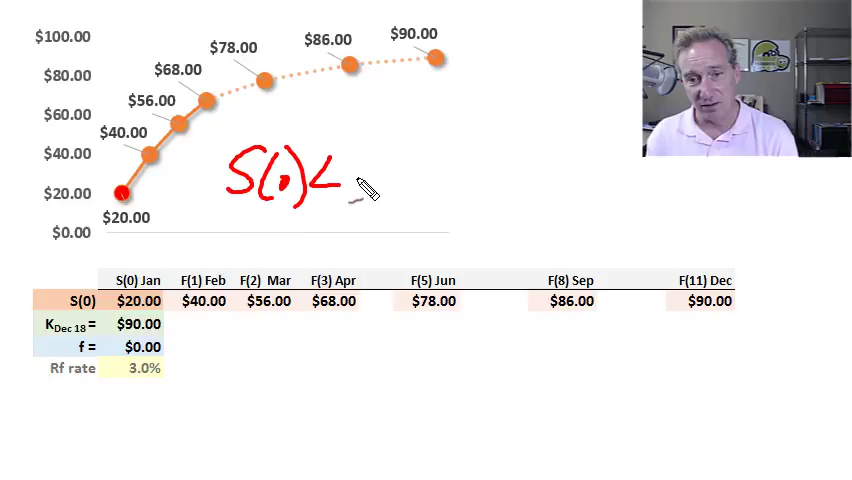 $100.00
$80.00
$60.00
$40.00
$20.00
$0.00
$20.00
$40.00
$56.00
$68.00
$78.00
$86.00
$90.00
S(0)<
S(0) Jan F(1) Feb F(2) Mar F(3) Apr F(5) Jun F(8) Sep F(11) Dec
S(0) $20.00 $40.00 $56.00 $68.00 $78.00 $86.00 $90.00
K Dec 18 = $90.00
f = $0.00
Rf rate 3.0%